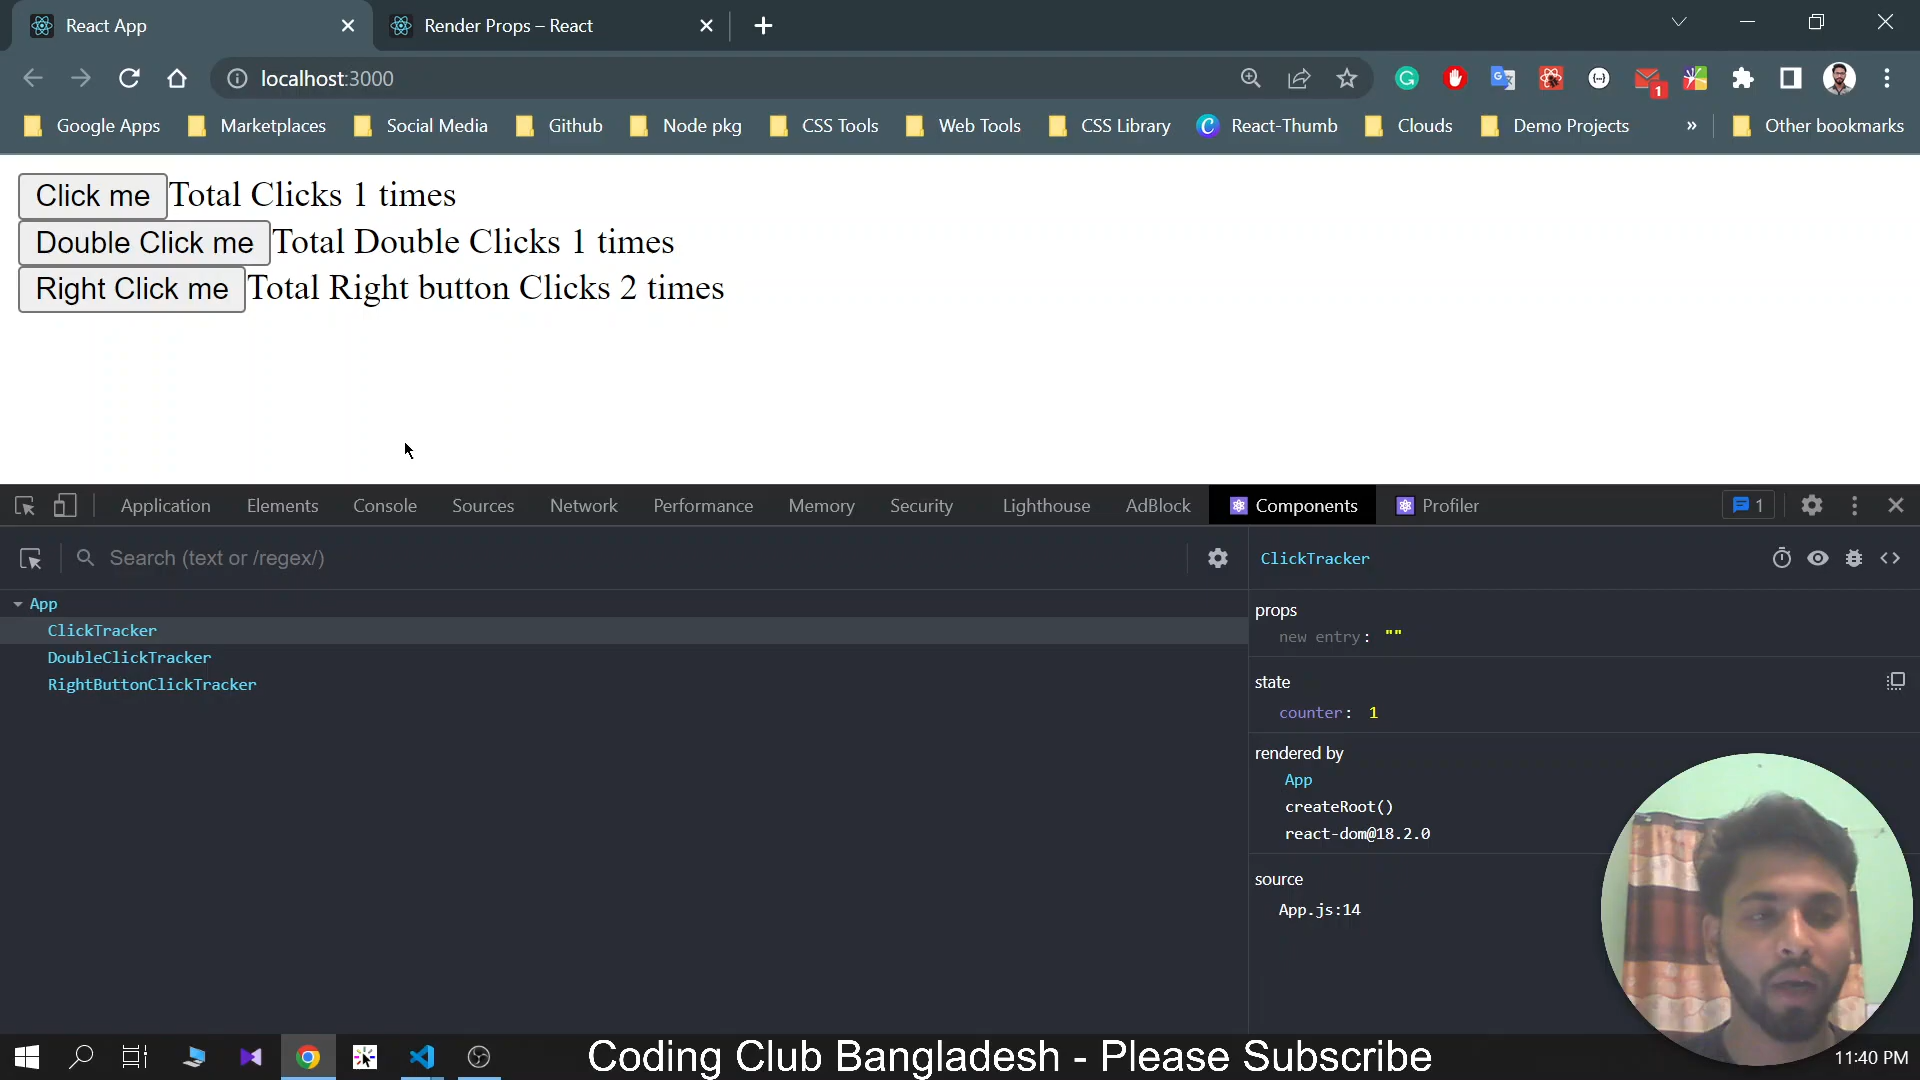 React App
Render Props – React
localhost:3000
Google Apps Marketplaces Social Media Github Node pkg CSS Tools Web Tools CSS Library React-Thumb Clouds Demo Projects » Other bookmarks
1
Click me Total Clicks 1 times
Double Click me Total Double Clicks 1 times
Right Click me Total Right button Clicks 2 times
Application Elements Console Sources Network Performance Memory Security Lighthouse AdBlock Components Profiler 1
Search (text or /regex/)
ClickTracker
App
ClickTracker
DoubleClickTracker
RightButtonClickTracker
props
new entry: ""
state
counter: 1
rendered by
App
createRoot()
react-dom@18.2.0
source
App.js:14
Coding Club Bangladesh - Please Subscribe
11:40 PM